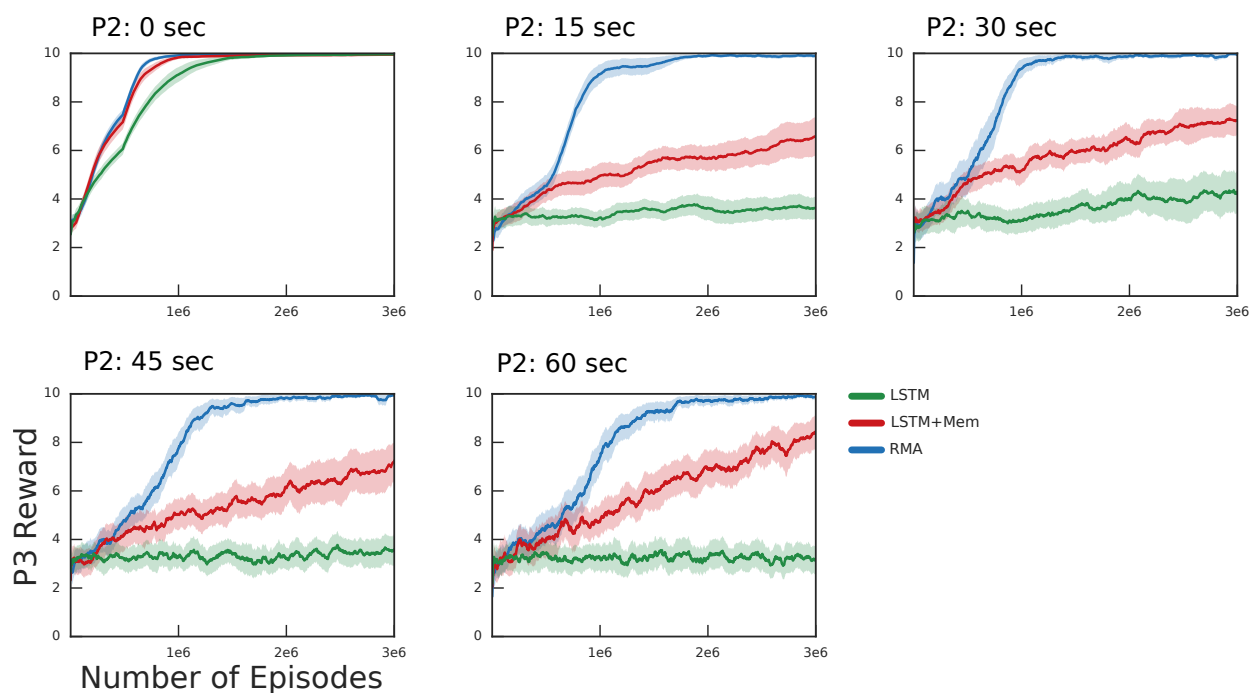 P2: 0 sec
P2: 15 sec
P2: 30 sec
10
8
6
4
2
0
1e6
2e6
3e6
10
8
6
4
2
0
1e6
2e6
3e6
10
8
6
4
2
0
1e6
2e6
3e6
P2: 45 sec
P2: 60 sec
10
8
6
4
2
0
1e6
2e6
3e6
10
8
6
4
2
0
1e6
2e6
3e6
LSTM
LSTM+Mem
RMA
P3 Reward
Number of Episodes